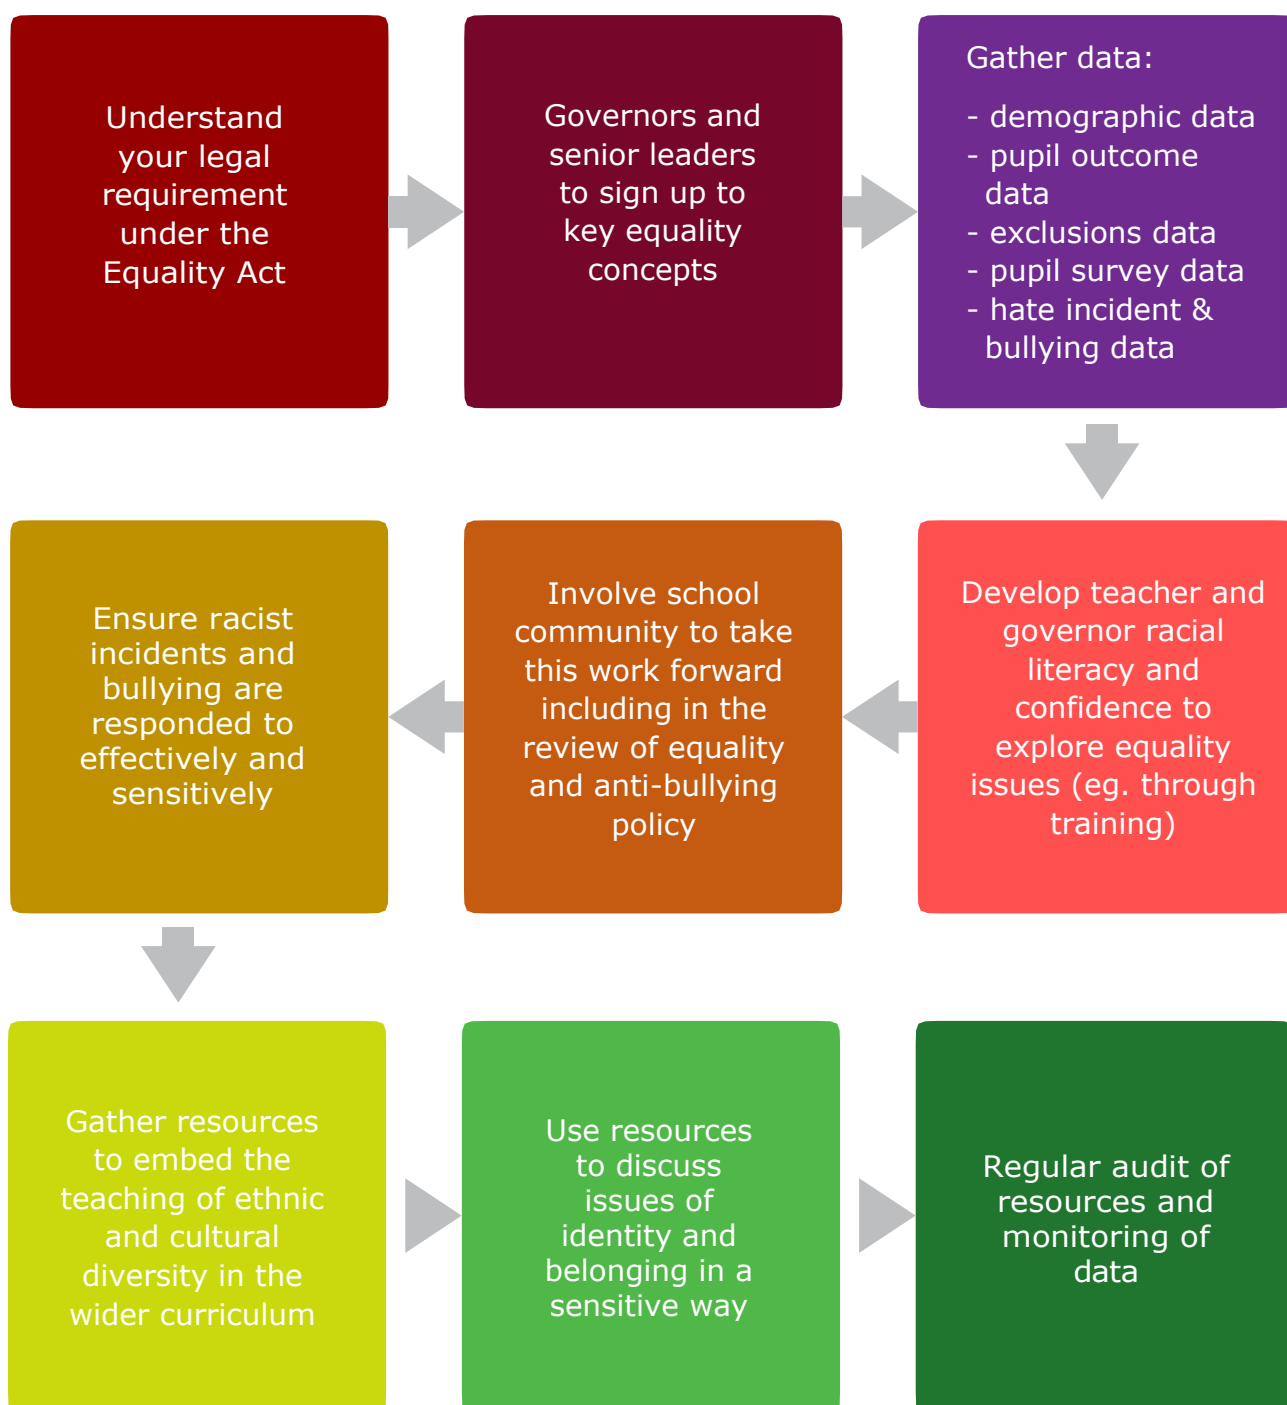 Understand
your legal
requirement
under the
Equality Act
Governors and
senior leaders
to sign up to
key equality
concepts
Gather data:
- demographic data
- pupil outcome
data
- exclusions data
- pupil survey data
- hate incident &
bullying data
Develop teacher and
governor racial
literacy and
confidence to
explore equality
issues (eg. through
training)
Involve school
community to take
this work forward
including in the
review of equality
and anti-bullying
policy
Ensure racist
incidents and
bullying are
responded to
effectively and
sensitively
Gather resources
to embed the
teaching of ethnic
and cultural
diversity in the
wider curriculum
Use resources
to discuss
issues of
identity and
belonging in a
sensitive way
Regular audit of
resources and
monitoring of
data